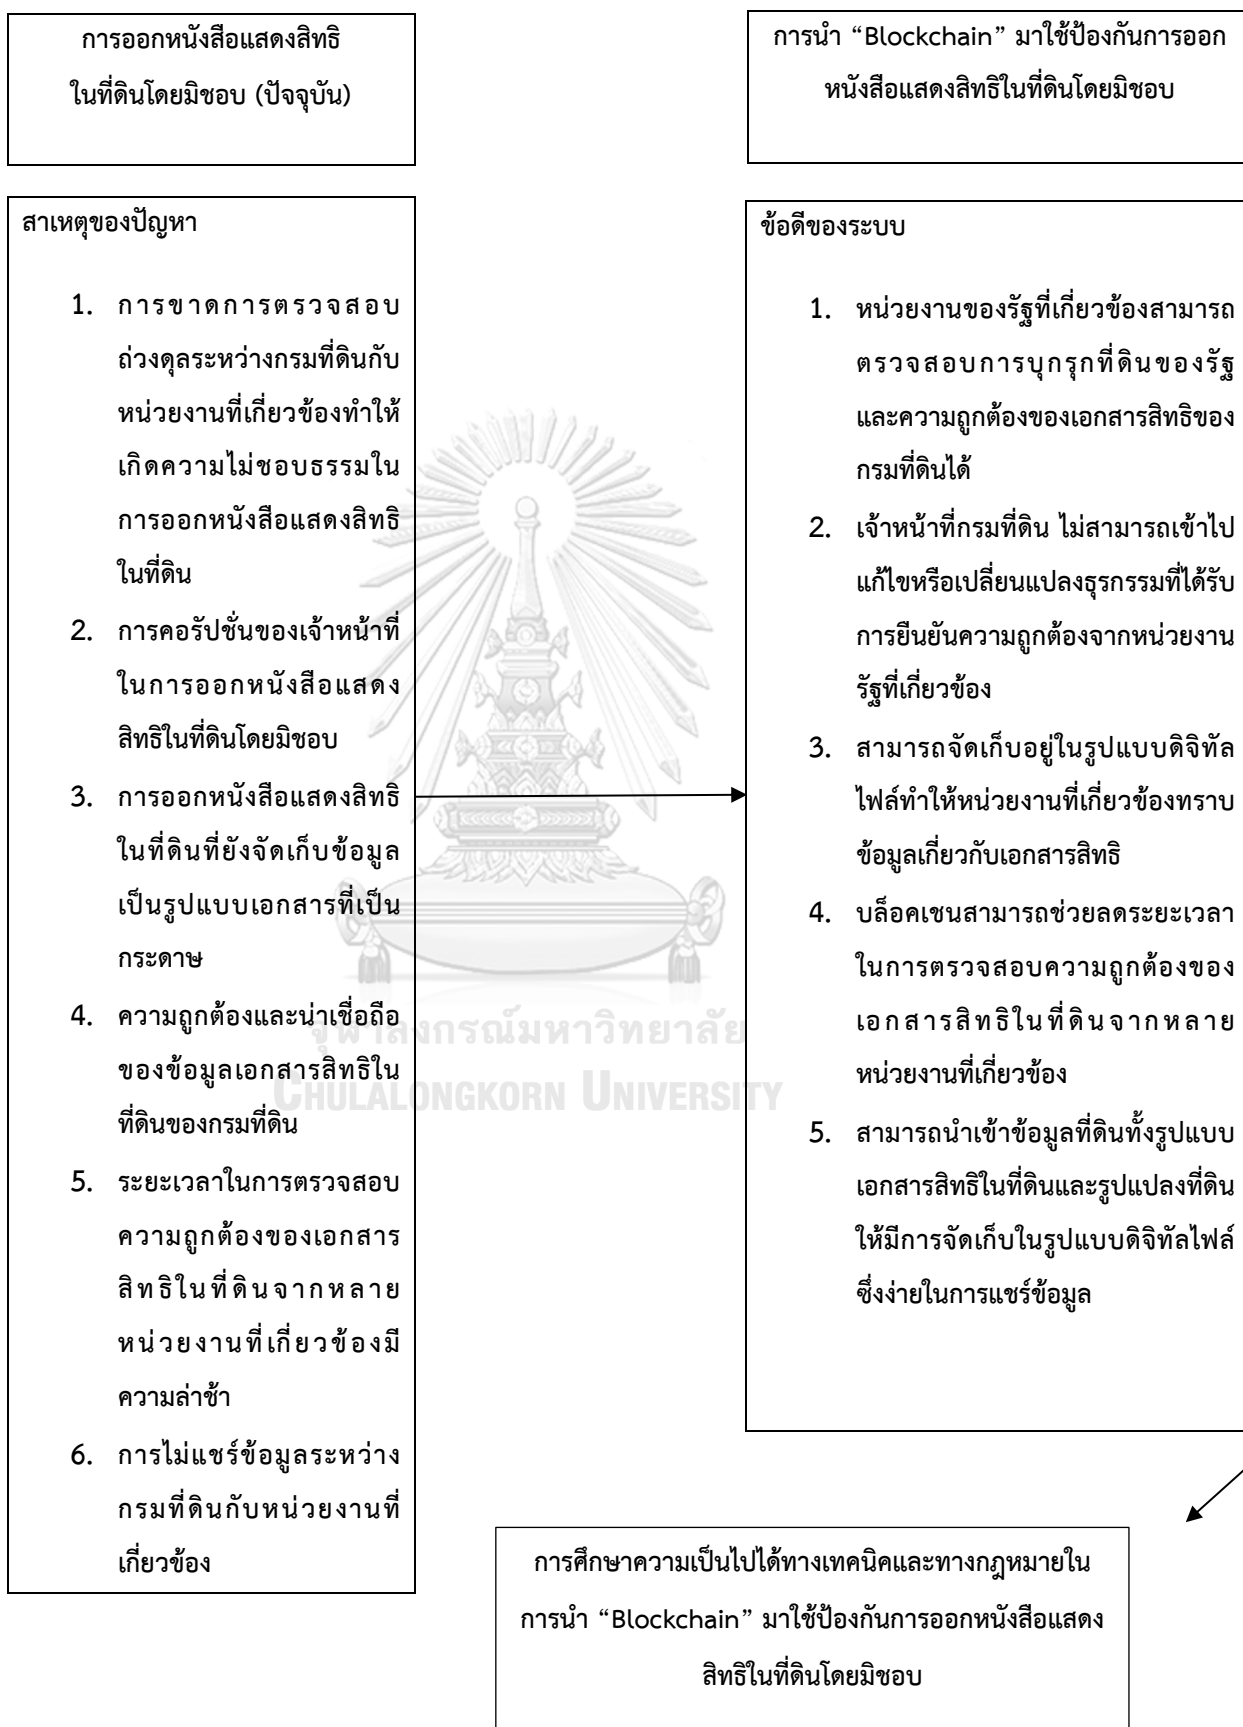 การออกหนังสือแสดงสิทธิ
ในที่ดินโดยมิชอบ (ปัจจุบัน)
การนำ “Blockchain” มาใช้ป้องกันการออก
หนังสือแสดงสิทธิในที่ดินโดยมิชอบ
สาเหตุของปัญหา
1. การขาดการตรวจสอบ
ถ่วงดุลระหว่างกรมที่ดินกับ
หน่วยงานที่เกี่ยวข้องทำให้
เกิดความไม่ชอบธรรมใน
การออกหนังสือแสดงสิทธิ
ในที่ดิน
2. การคอรัปชั่นของเจ้าหน้าที่
ในการออกหนังสือแสดง
สิทธิในที่ดินโดยมิชอบ
3. การออกหนังสือแสดงสิทธิ
ในที่ดินที่ยังจัดเก็บข้อมูล
เป็นรูปแบบเอกสารที่เป็น
กระดาษ
4. ความถูกต้องและน่าเชื่อถือ
ของข้อมูลเอกสารสิทธิใน
ที่ดินของกรมที่ดิน
5. ระยะเวลาในการตรวจสอบ
ความถูกต้องของเอกสาร
สิทธิในที่ดินจากหลาย
หน่วยงานที่เกี่ยวข้องมี
ความล่าช้า
6. การไม่แชร์ข้อมูลระหว่าง
กรมที่ดินกับหน่วยงานที่
เกี่ยวข้อง
ข้อดีของระบบ
1. หน่วยงานของรัฐที่เกี่ยวข้องสามารถ
ตรวจสอบการบุกรุกที่ดินของรัฐ
และความถูกต้องของเอกสารสิทธิของ
กรมที่ดินได้
2. เจ้าหน้าที่กรมที่ดิน ไม่สามารถเข้าไป
แก้ไขหรือเปลี่ยนแปลงธุรกรรมที่ได้รับ
การยืนยันความถูกต้องจากหน่วยงาน
รัฐที่เกี่ยวข้อง
3. สามารถจัดเก็บอยู่ในรูปแบบดิจิทัล
ไฟล์ทำให้หน่วยงานที่เกี่ยวข้องทราบ
ข้อมูลเกี่ยวกับเอกสารสิทธิ
4. บล็อคเชนสามารถช่วยลดระยะเวลา
ในการตรวจสอบความถูกต้องของ
เอกสารสิทธิในที่ดินจากหลาย
หน่วยงานที่เกี่ยวข้อง
5. สามารถนำเข้าข้อมูลที่ดินทั้งรูปแบบ
เอกสารสิทธิในที่ดินและรูปแปลงที่ดิน
ให้มีการจัดเก็บในรูปแบบดิจิทัลไฟล์
ซึ่งง่ายในการแชร์ข้อมูล
จุฬาลงกรณ์มหาวิทยาลัย
CHULALONGKORN UNIVERSITY
การศึกษาความเป็นไปได้ทางเทคนิคและทางกฎหมายใน
การนำ “Blockchain” มาใช้ป้องกันการออกหนังสือแสดง
สิทธิในที่ดินโดยมิชอบ